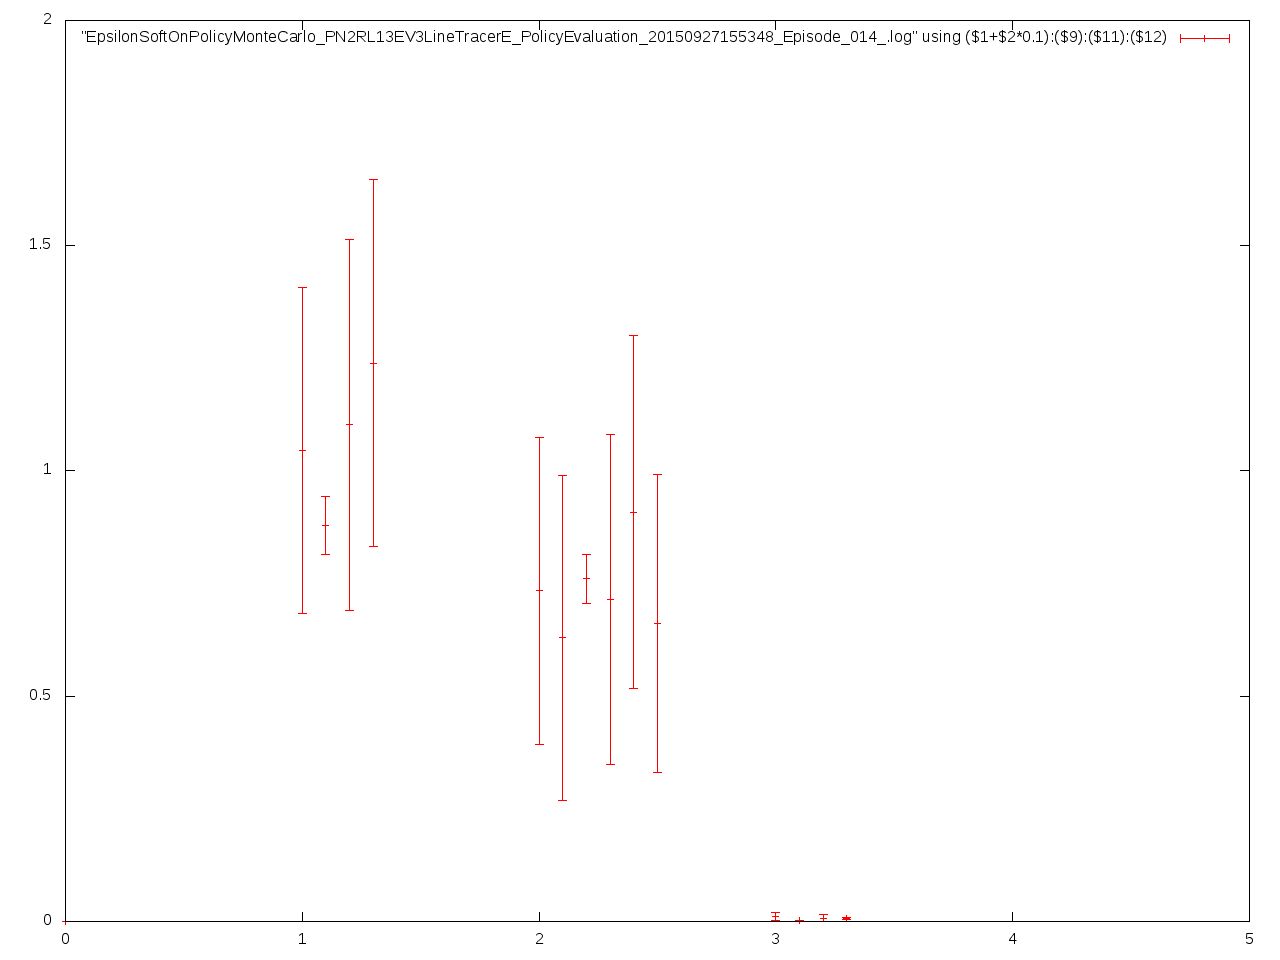 2
"EpsilonSoftOnPolicyMonteCarlo_PN2RL13EV3LineTracerE_PolicyEvaluation_20150927155348_Episode_014_.log" using ($1+$2*0.1):($9):($11):($12)
1.5
1
0.5
0
0 1 2 3 4 5